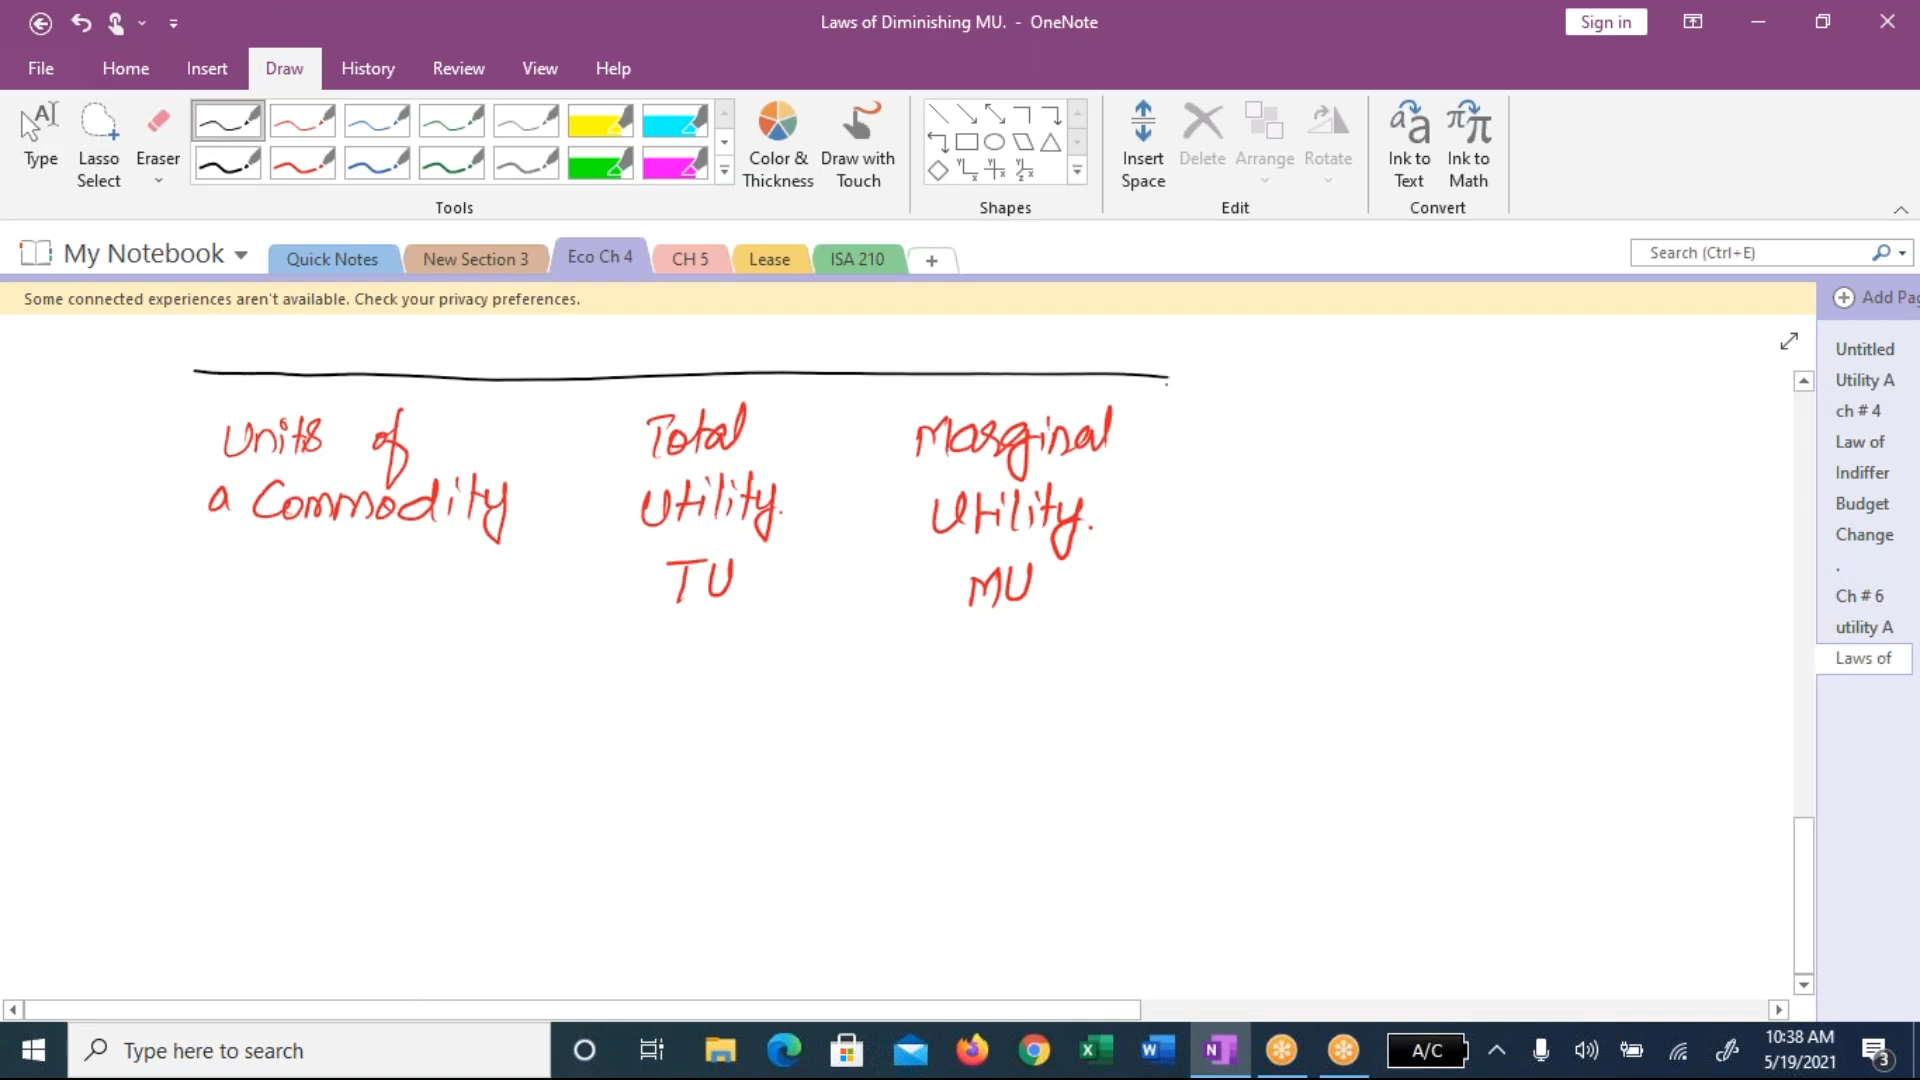 Laws of Diminishing MU. - OneNote
Sign in
File Home Insert Draw History Review View Help
Type
Lasso Select
Eraser
Color & Thickness
Draw with Touch
Insert Space
Delete
Arrange
Rotate
Ink to Text
Ink to Math
Tools Shapes Edit Convert
My Notebook Quick Notes New Section 3 Eco Ch 4 CH 5 Lease ISA 210 Search (Ctrl+E)
Some connected experiences aren't available. Check your privacy preferences.
Add Pag
Untitled
Utility A
ch # 4
Law of
Indiffer
Budget
Change
.
Ch # 6
utility A
Laws of
Units of
a Commodity
Total
Utility.
TU
Marginal
Utility.
MU
Type here to search
A/C
10:38 AM
5/19/2021
3